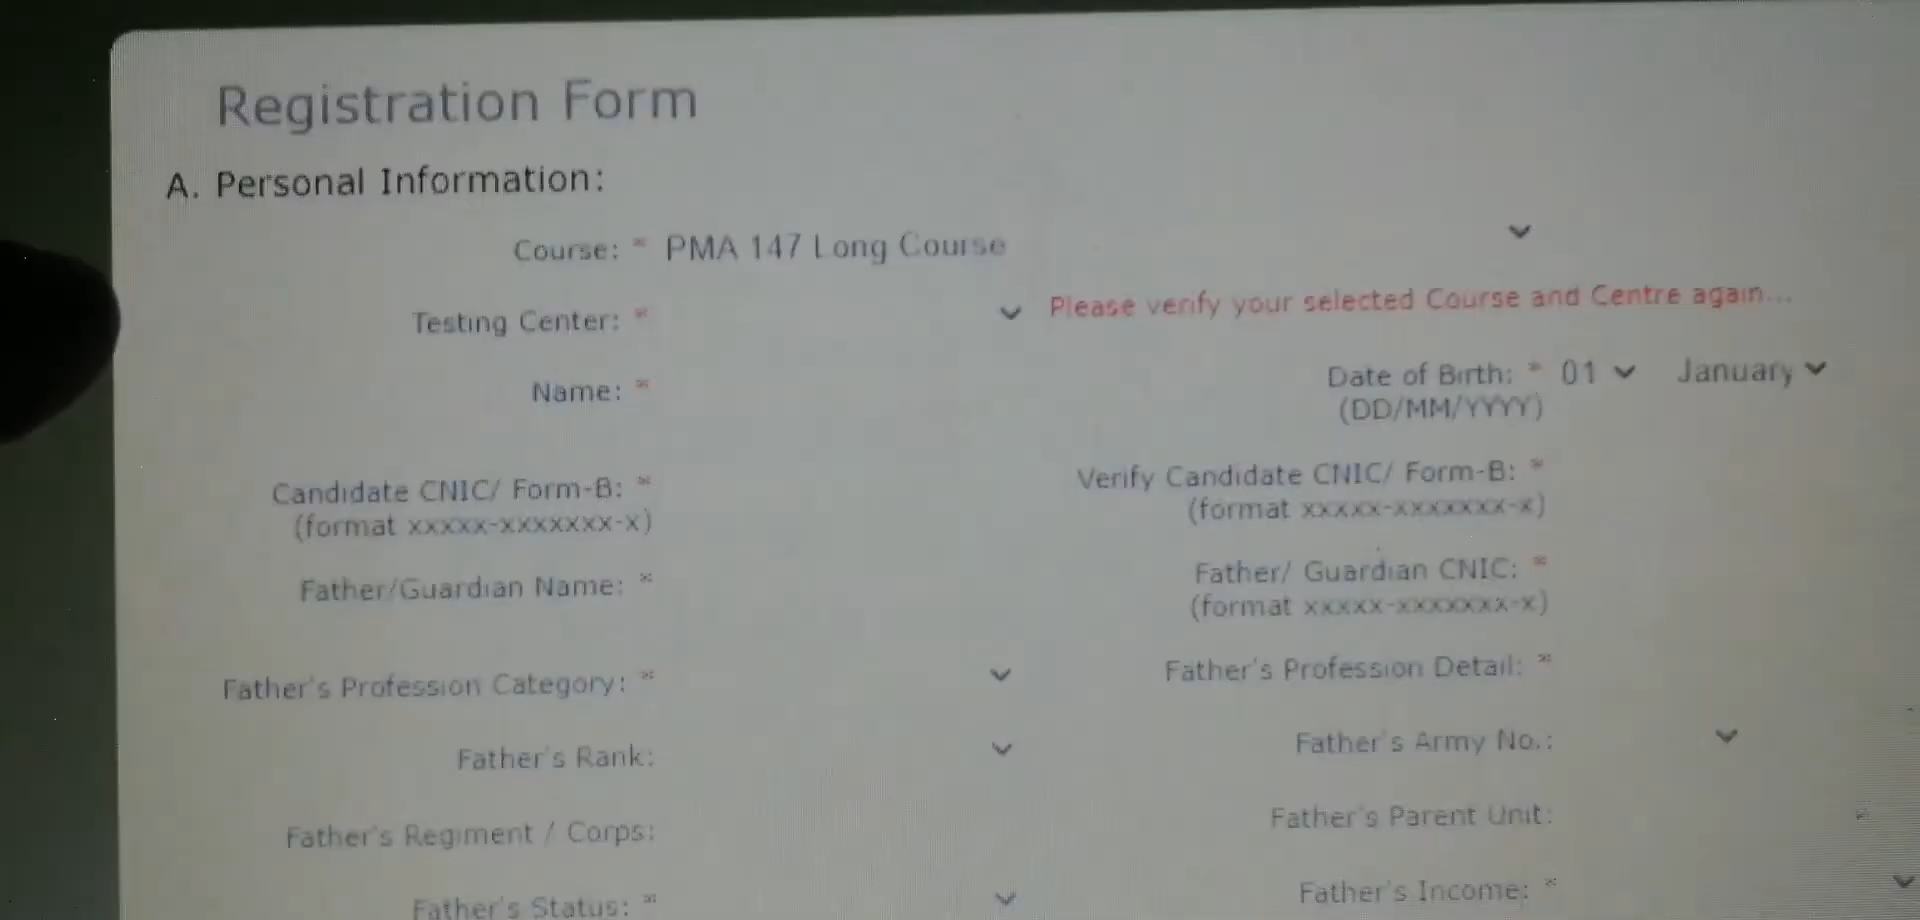 Registration Form
A. Personal Information:
Course: * PMA 147 Long Course
Testing Center: * Please verify your selected Course and Centre again...
Name: * Date of Birth: * 01 January
(DD/MM/YYYY)
Candidate CNIC/ Form-B: * Verify Candidate CNIC/ Form-B: *
(format xxxxx-xxxxxxx-x) (format xxxxx-xxxxxxx-x)
Father/Guardian Name: * Father/ Guardian CNIC: *
(format xxxxx-xxxxxxx-x)
Father's Profession Category: * Father's Profession Detail: *
Father's Rank: Father's Army No.:
Father's Regiment / Corps: Father's Parent Unit:
Father's Status: * Father's Income: *